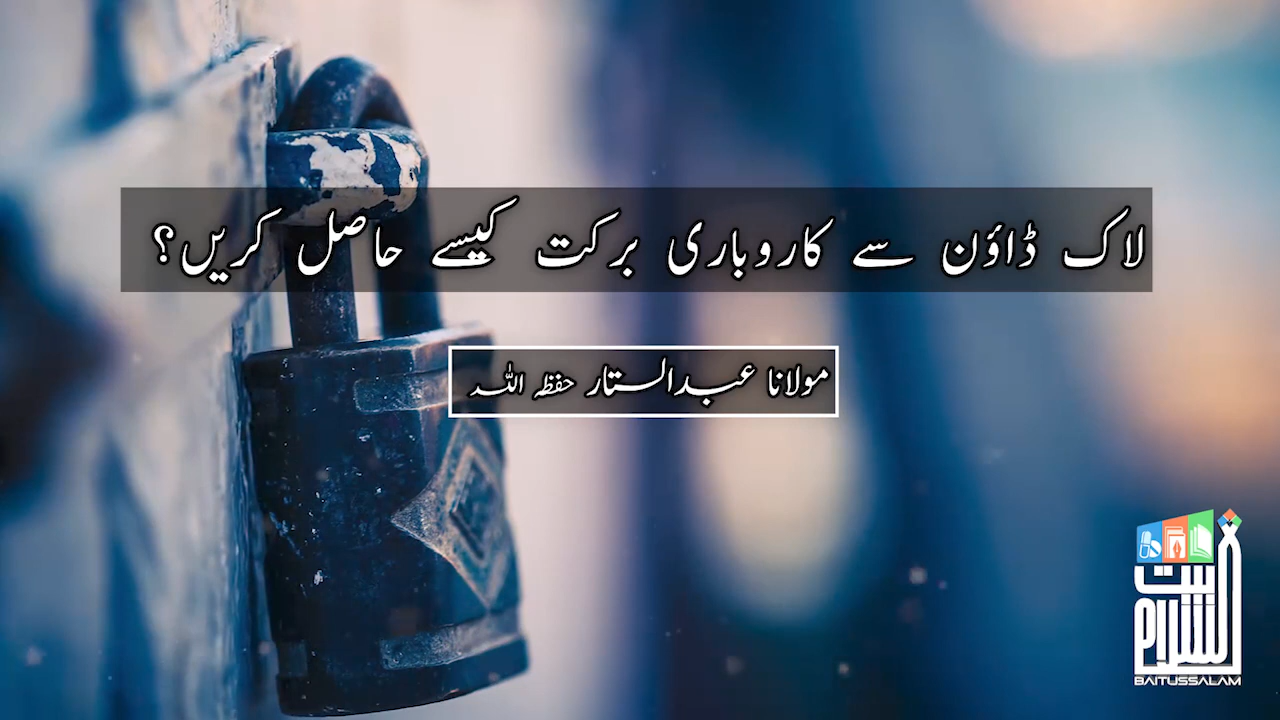 لاک ڈاؤن سے کاروباری برکت کیسے حاصل کریں؟
مولانا عبدالستار حفظہ اللہ
بیت السلام
BAITUSSALAM